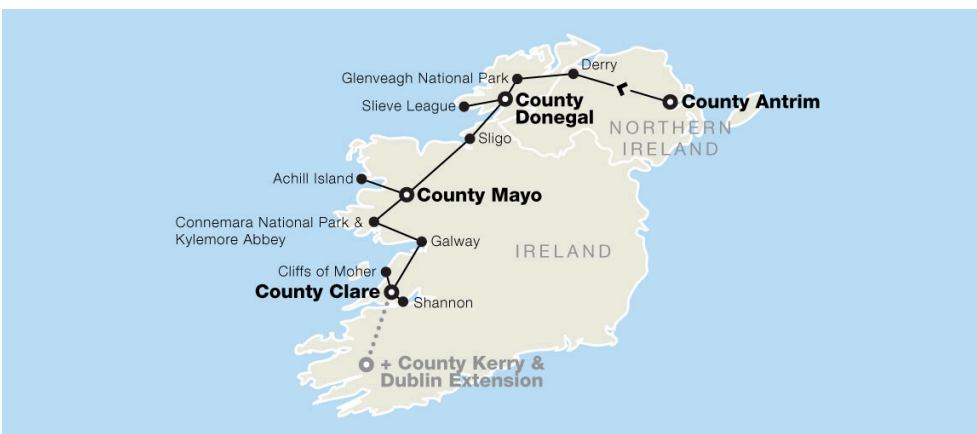 Derry
Glenveagh National Park
Slieve League
County
Donegal
County Antrim
NORTHERN
IRELAND
Sligo
Achill Island
County Mayo
Connemara National Park &
Kylemore Abbey
Galway
IRELAND
Cliffs of Moher
County Clare
Shannon
+ County Kerry &
Dublin Extension